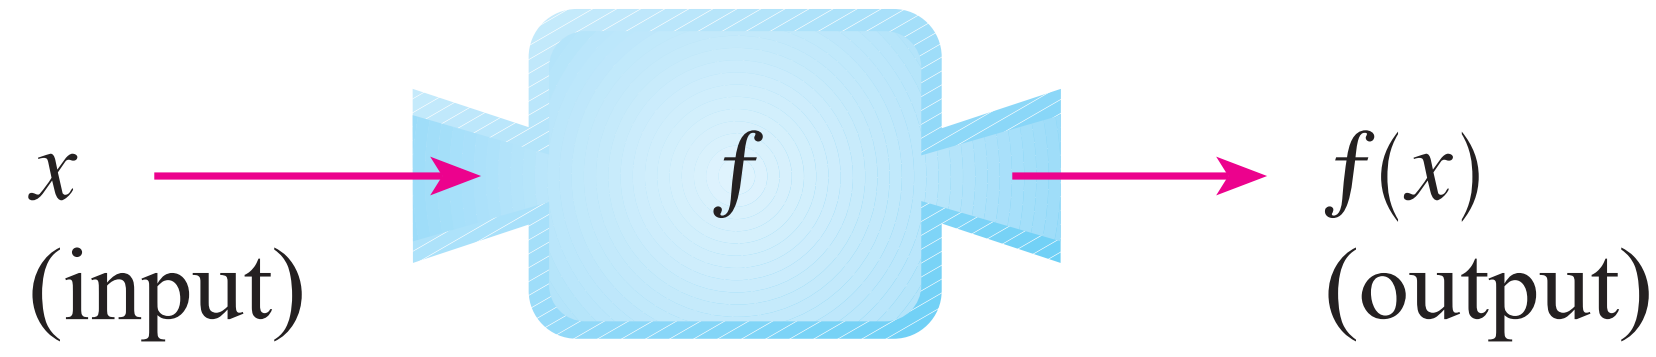 x
(input)
f
f(x)
(output)